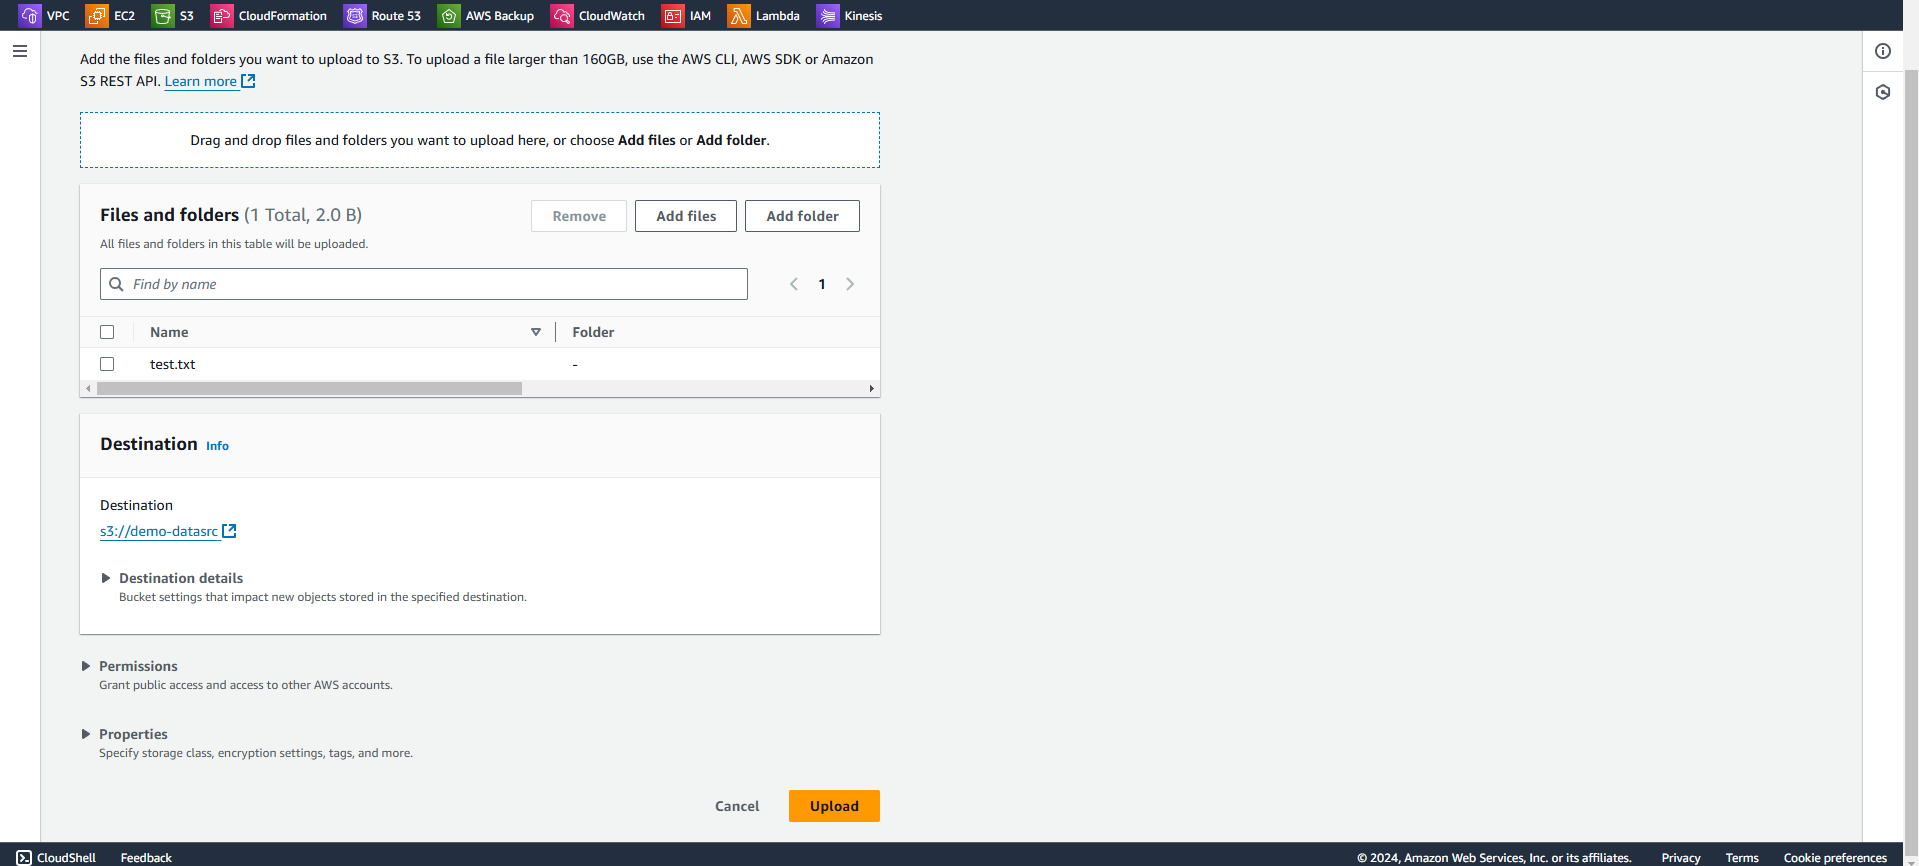 VPC EC2 S3 CloudFormation Route 53 AWS Backup CloudWatch IAM Lambda Kinesis
Add the files and folders you want to upload to S3. To upload a file larger than 160GB, use the AWS CLI, AWS SDK or Amazon
S3 REST API. Learn more
Drag and drop files and folders you want to upload here, or choose Add files or Add folder.
Files and folders (1 Total, 2.0 B)
Remove Add files Add folder
All files and folders in this table will be uploaded.
Find by name
1
Name Folder
test.txt -
Destination Info
Destination
s3://demo-datasrc
Destination details
Bucket settings that impact new objects stored in the specified destination.
Permissions
Grant public access and access to other AWS accounts.
Properties
Specify storage class, encryption settings, tags, and more.
Cancel Upload
CloudShell Feedback © 2024, Amazon Web Services, Inc. or its affiliates. Privacy Terms Cookie preferences